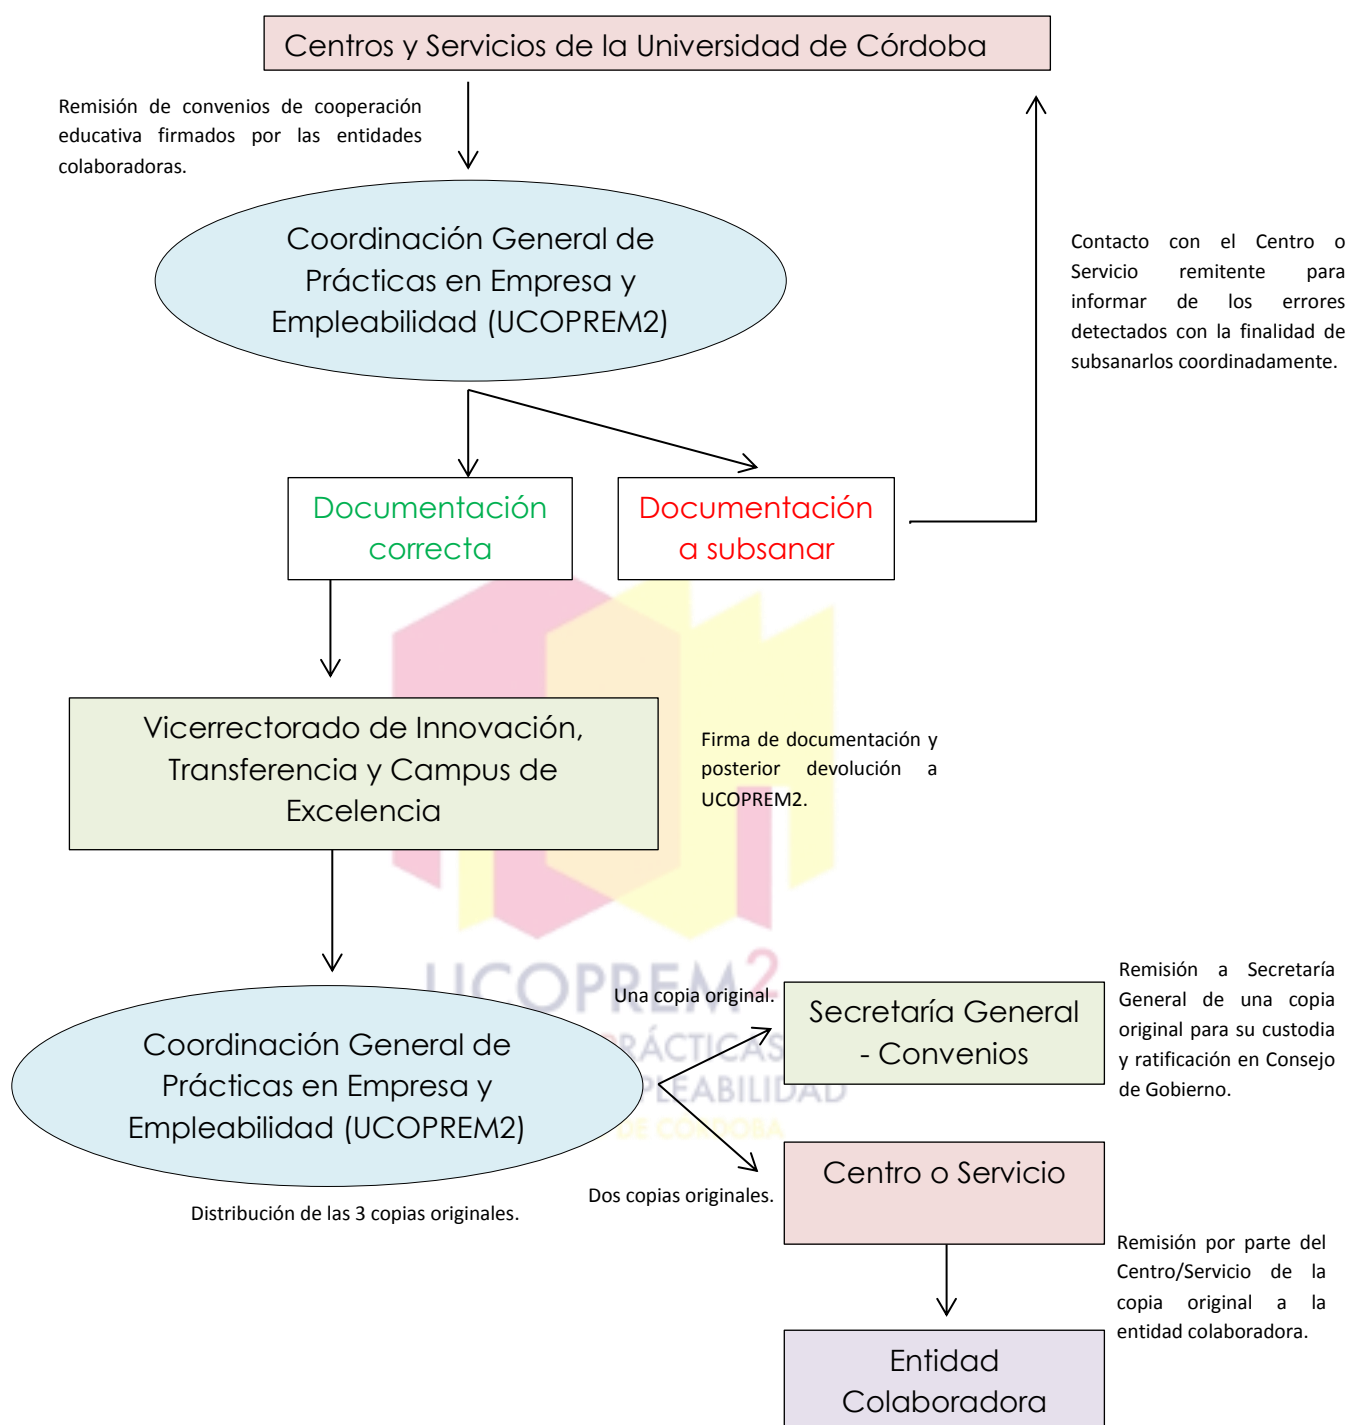 Centros y Servicios de la Universidad de Córdoba
Remisión de convenios de cooperación
educativa firmados por las entidades
colaboradoras.
Coordinación General de
Prácticas en Empresa y
Empleabilidad (UCOPREM2)
Contacto con el Centro o
Servicio remitente para
informar de los errores
detectados con la finalidad de
subsanarlos coordinadamente.
Documentación
correcta
Documentación
a subsanar
Vicerrectorado de Innovación,
Transferencia y Campus de
Excelencia
Firma de documentación y
posterior devolución a
UCOPREM2.
UCOPREM2
PRÁCTICAS
DE CÓRDOBA
Una copia original.
Secretaría General
- Convenios
Remisión a Secretaría
General de una copia
original para su custodia
y ratificación en Consejo
de Gobierno.
Coordinación General de
Prácticas en Empresa y
Empleabilidad (UCOPREM2)
Distribución de las 3 copias originales.
Dos copias originales.
Centro o Servicio
Remisión por parte del
Centro/Servicio de la
copia original a la
entidad colaboradora.
Entidad
Colaboradora